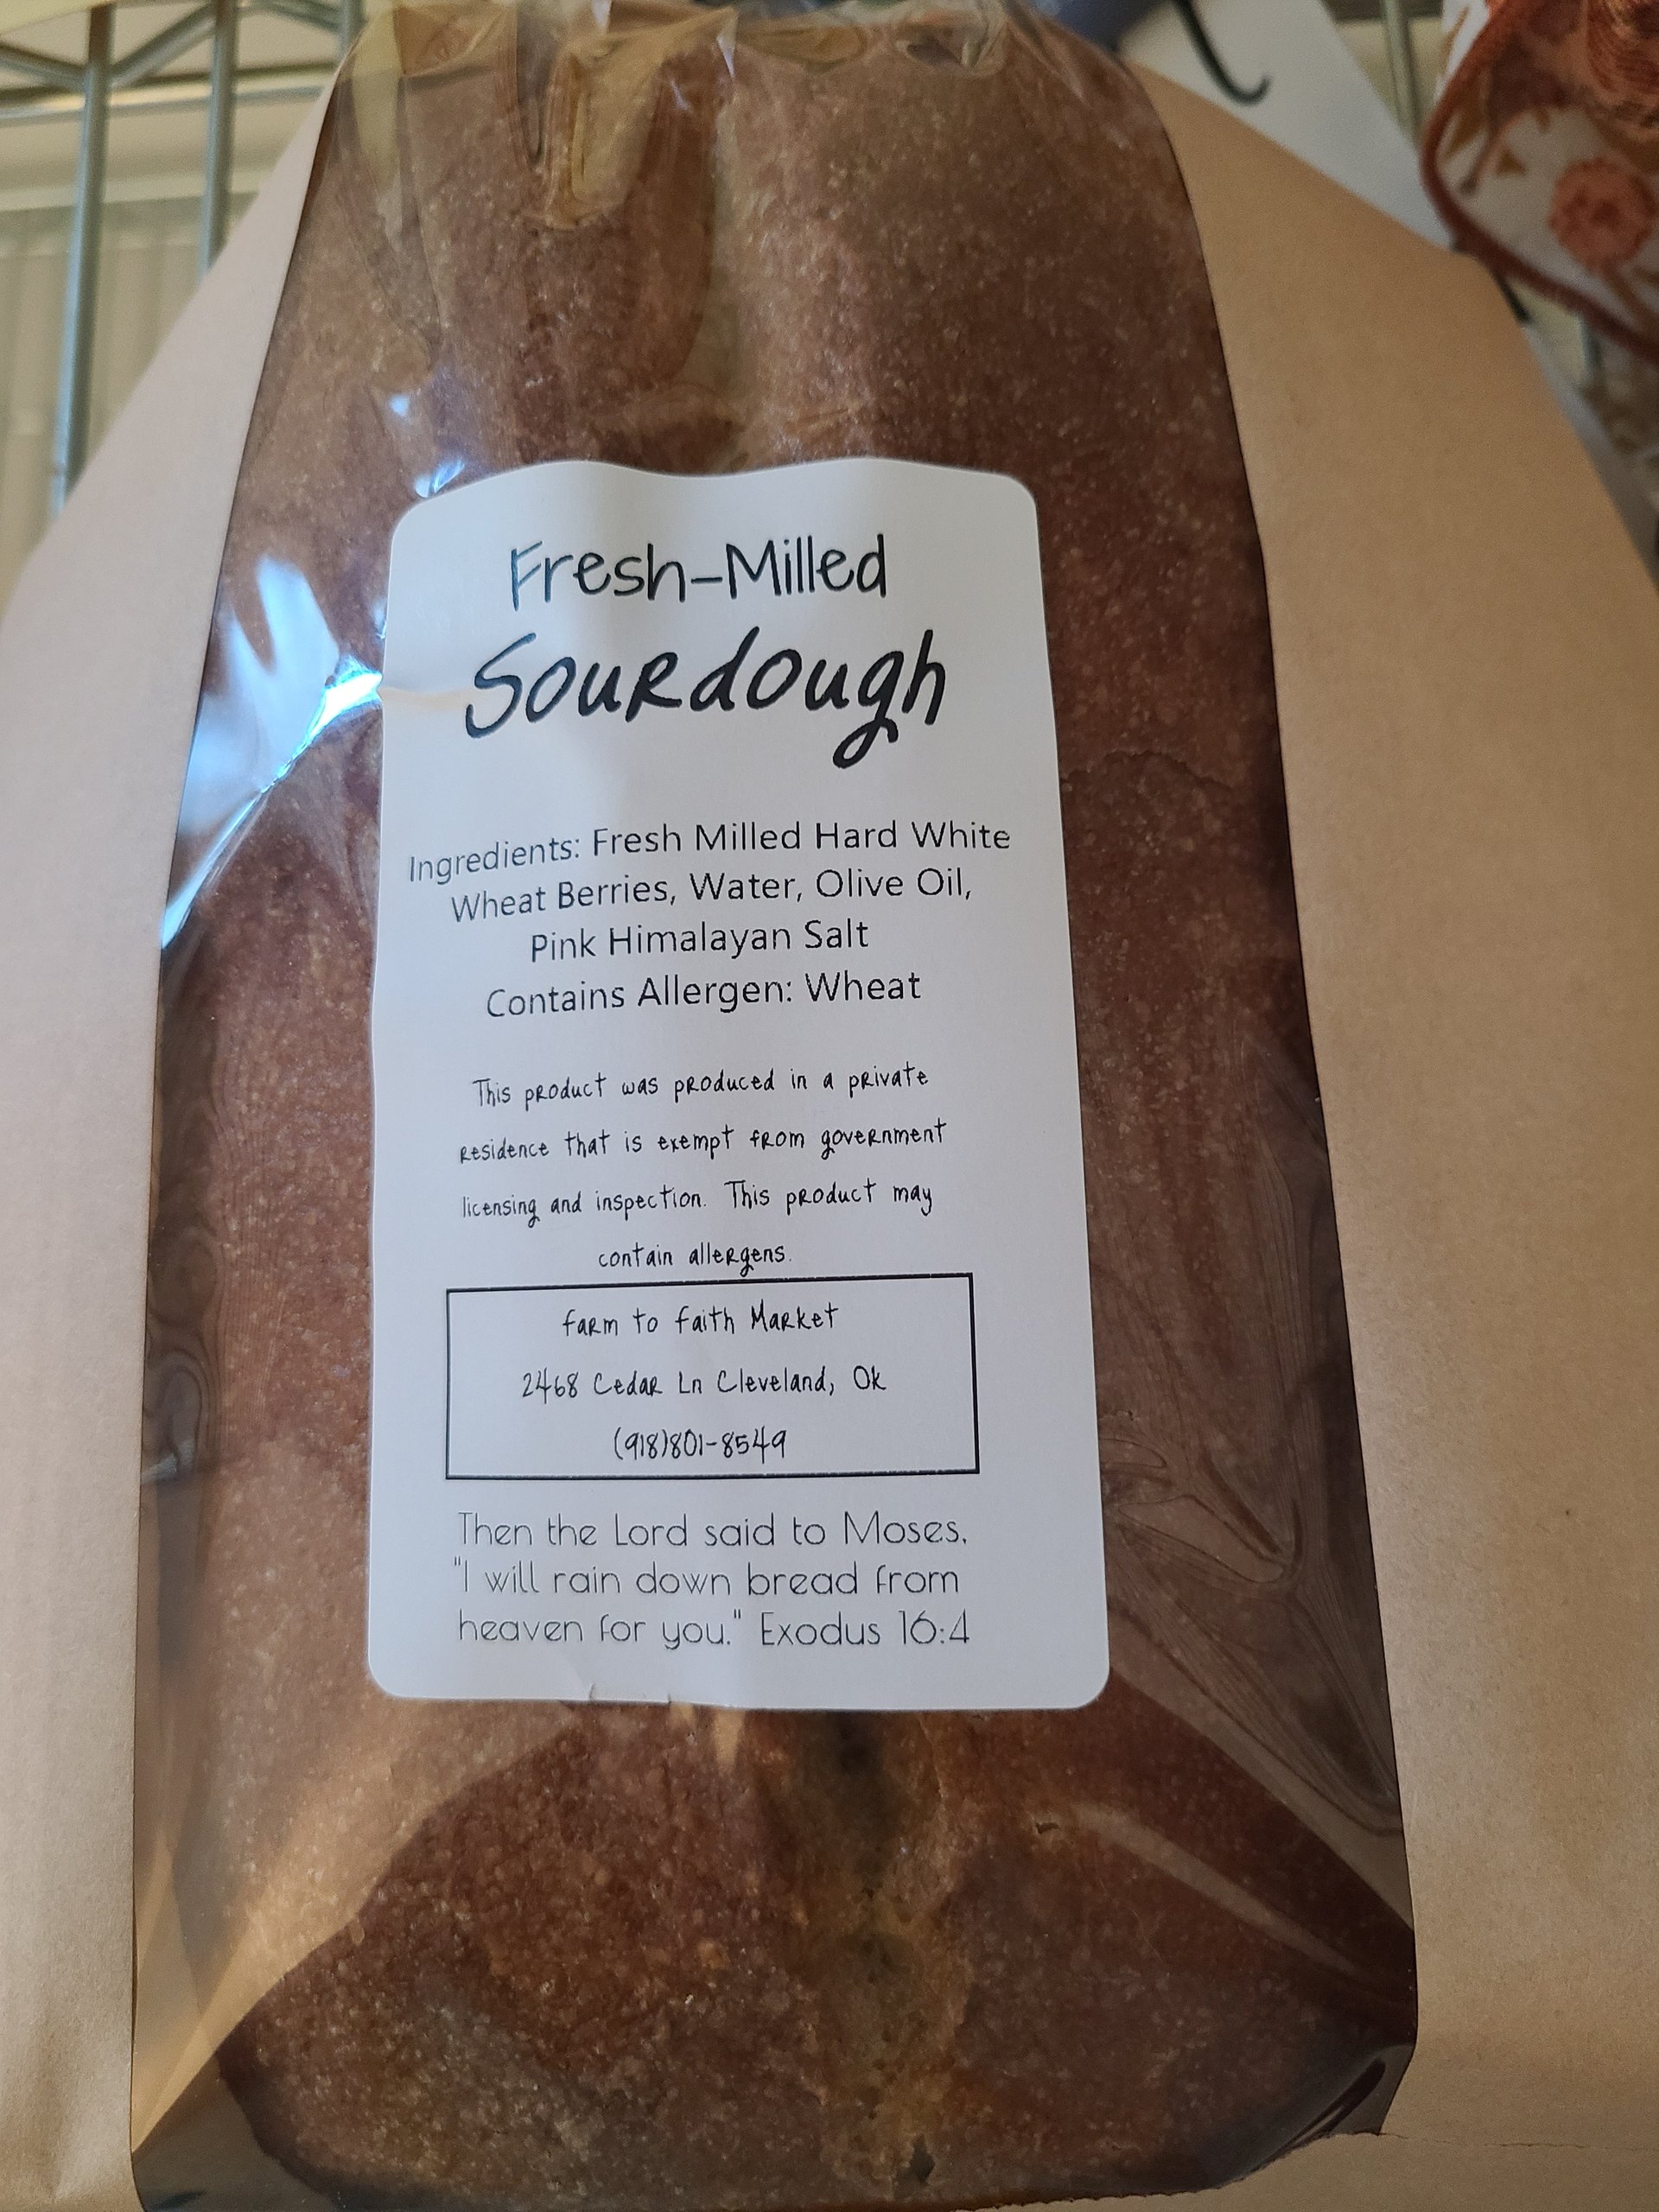 Fresh-Milled
Sourdough
Ingredients: Fresh Milled Hard White
Wheat Berries, Water, Olive Oil,
Pink Himalayan Salt
Contains Allergen: Wheat
This product was produced in a private
residence that is exempt from government
licensing and inspection. This product may
contain allergens.
Farm to Faith Market
2468 Cedar Ln Cleveland, Ok
(918)801-8549
Then the Lord said to Moses,
"I will rain down bread from
heaven for you." Exodus 16:4